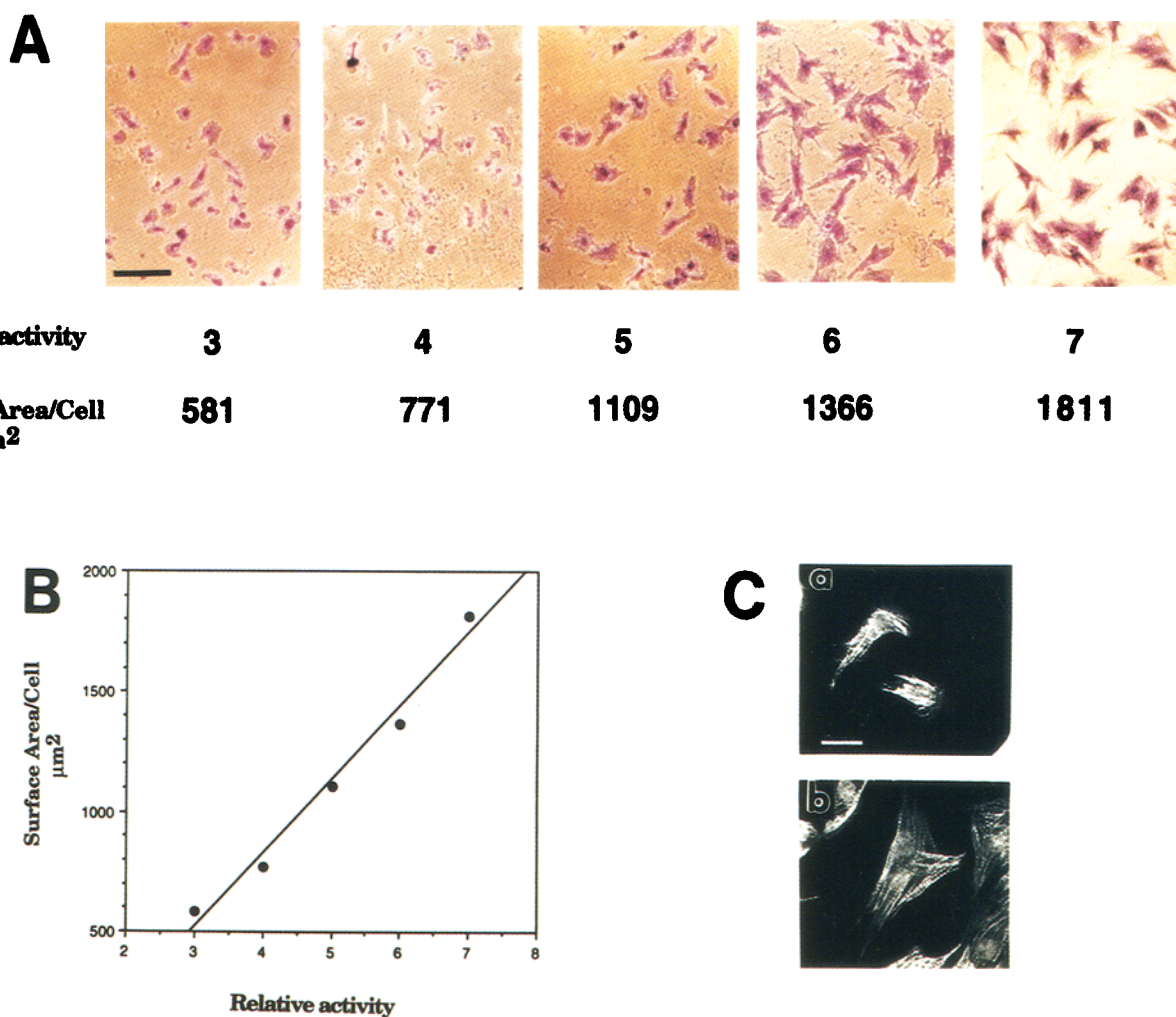 A
activity 3 4 5 6 7
Area/Cell 581 771 1109 1366 1811
2
B
2000
1500
1000
500
2 3 4 5 6 7 8
Surface Area/Cell
μm2
Relative activity
C
a
b